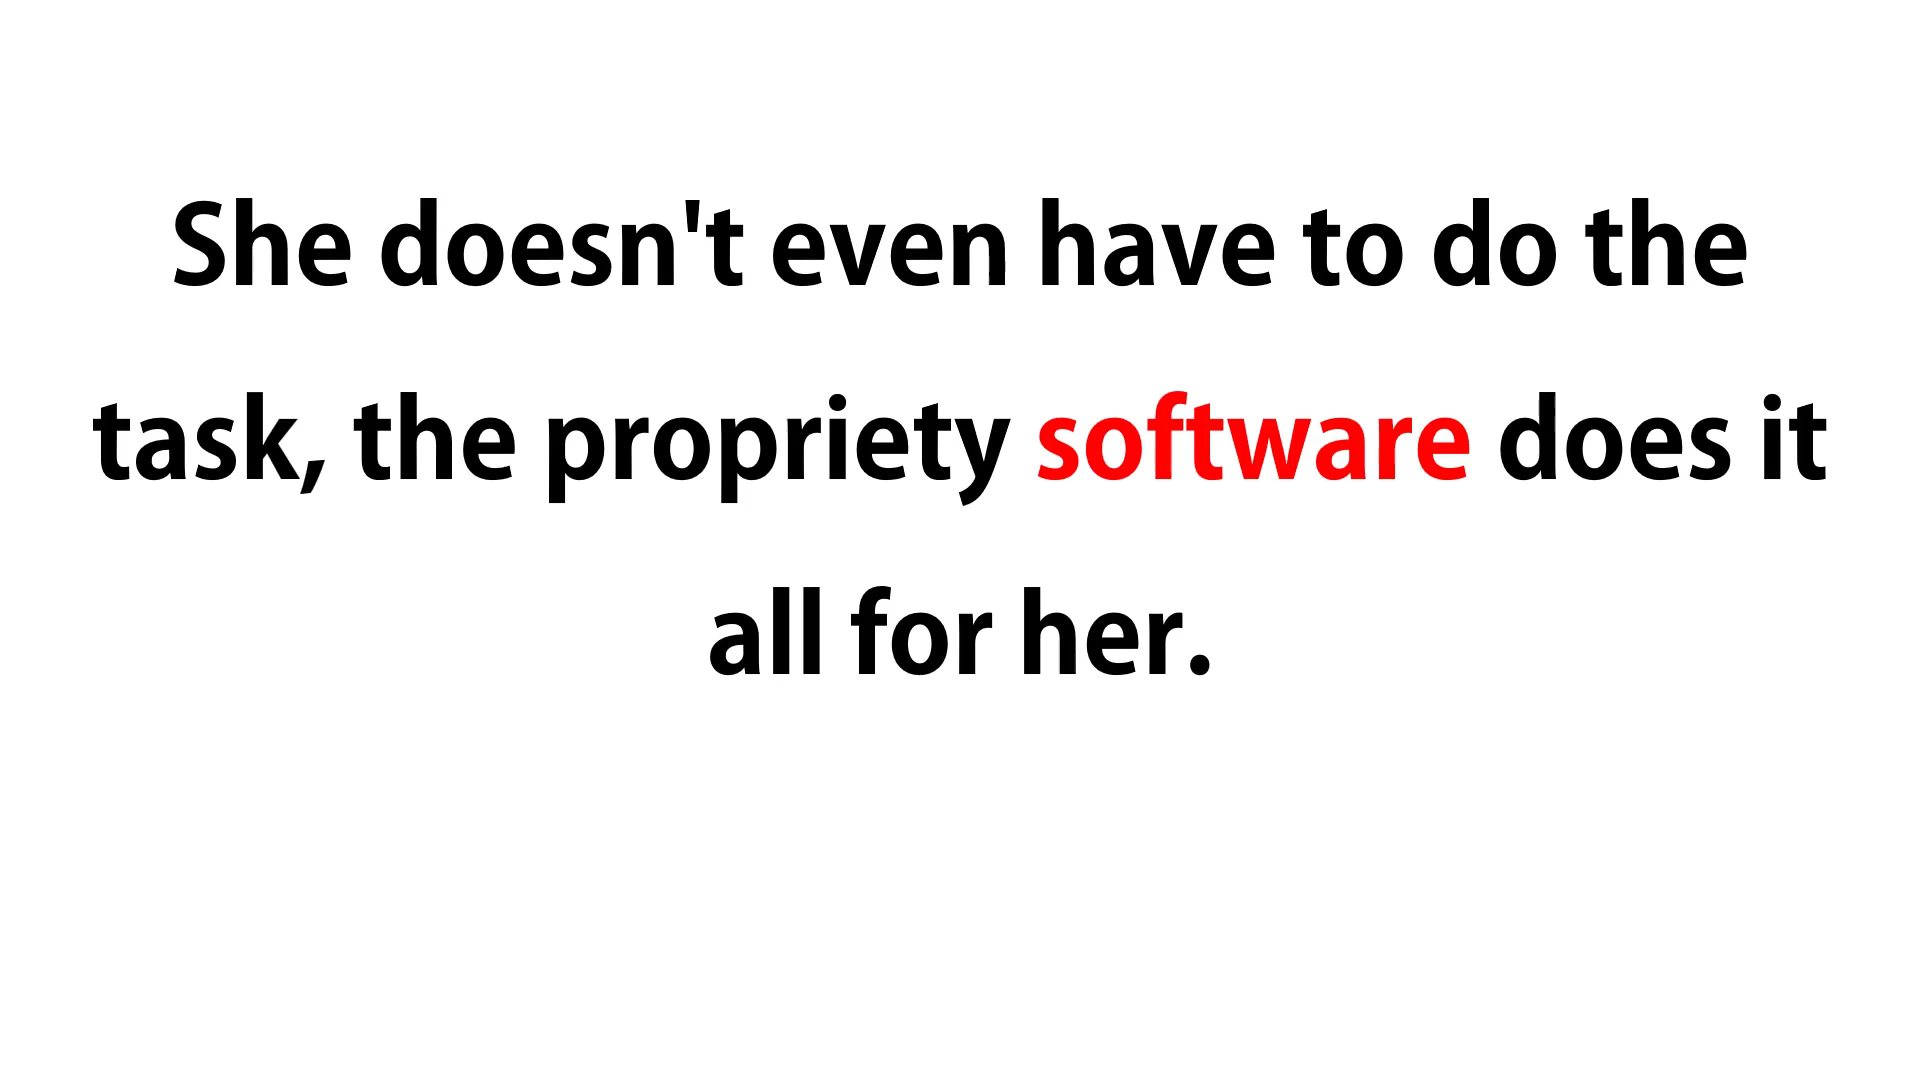 She doesn't even have to do the
task, the propriety software does it
all for her.